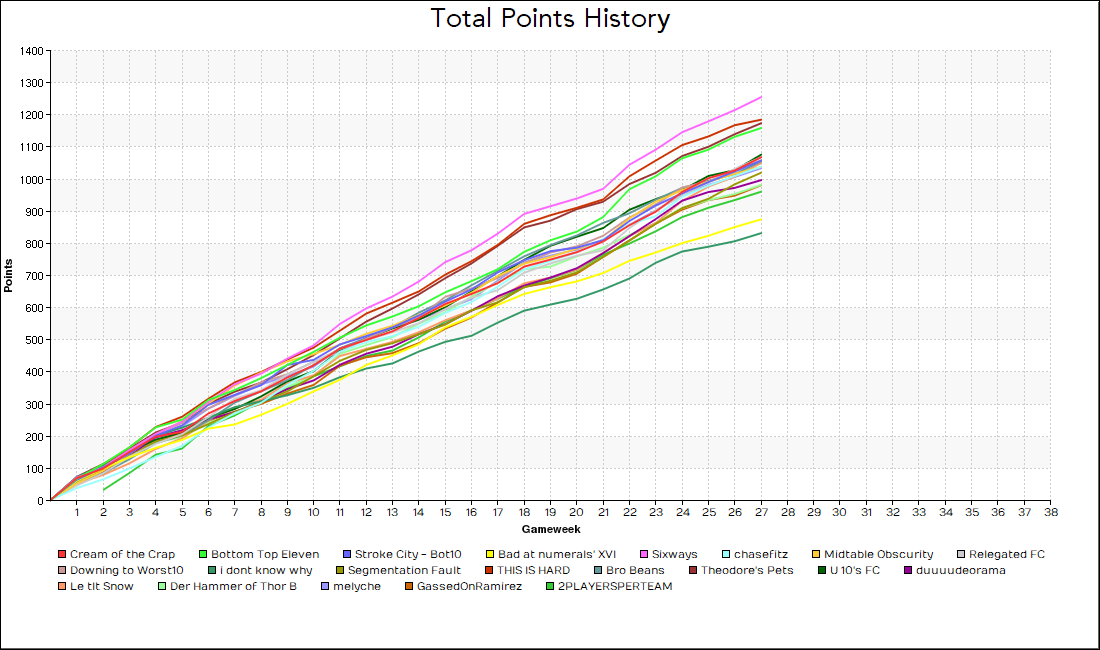 Total Points History
1400
1300
1200
1100
1000
900
800
700
600
500
400
300
200
100
0
Points
1 2 3 4 5 6 7 8 9 10 11 12 13 14 15 16 17 18 19 20 21 22 23 24 25 26 27 28 29 30 31 32 33 34 35 36 37 38
Gameweek
Cream of the Crap Bottom Top Eleven Stroke City - Bot10 Bad at numerals' XVI Sixways chasefitz Midtable Obscurity Relegated FC
Downing to Worst10 i dont know why Segmentation Fault THIS IS HARD Bro Beans Theodore's Pets U 10's FC duuuudeorama
Le tit Snow Der Hammer of Thor B melyche GassedOnRamirez 2PLAYERSPERTEAM